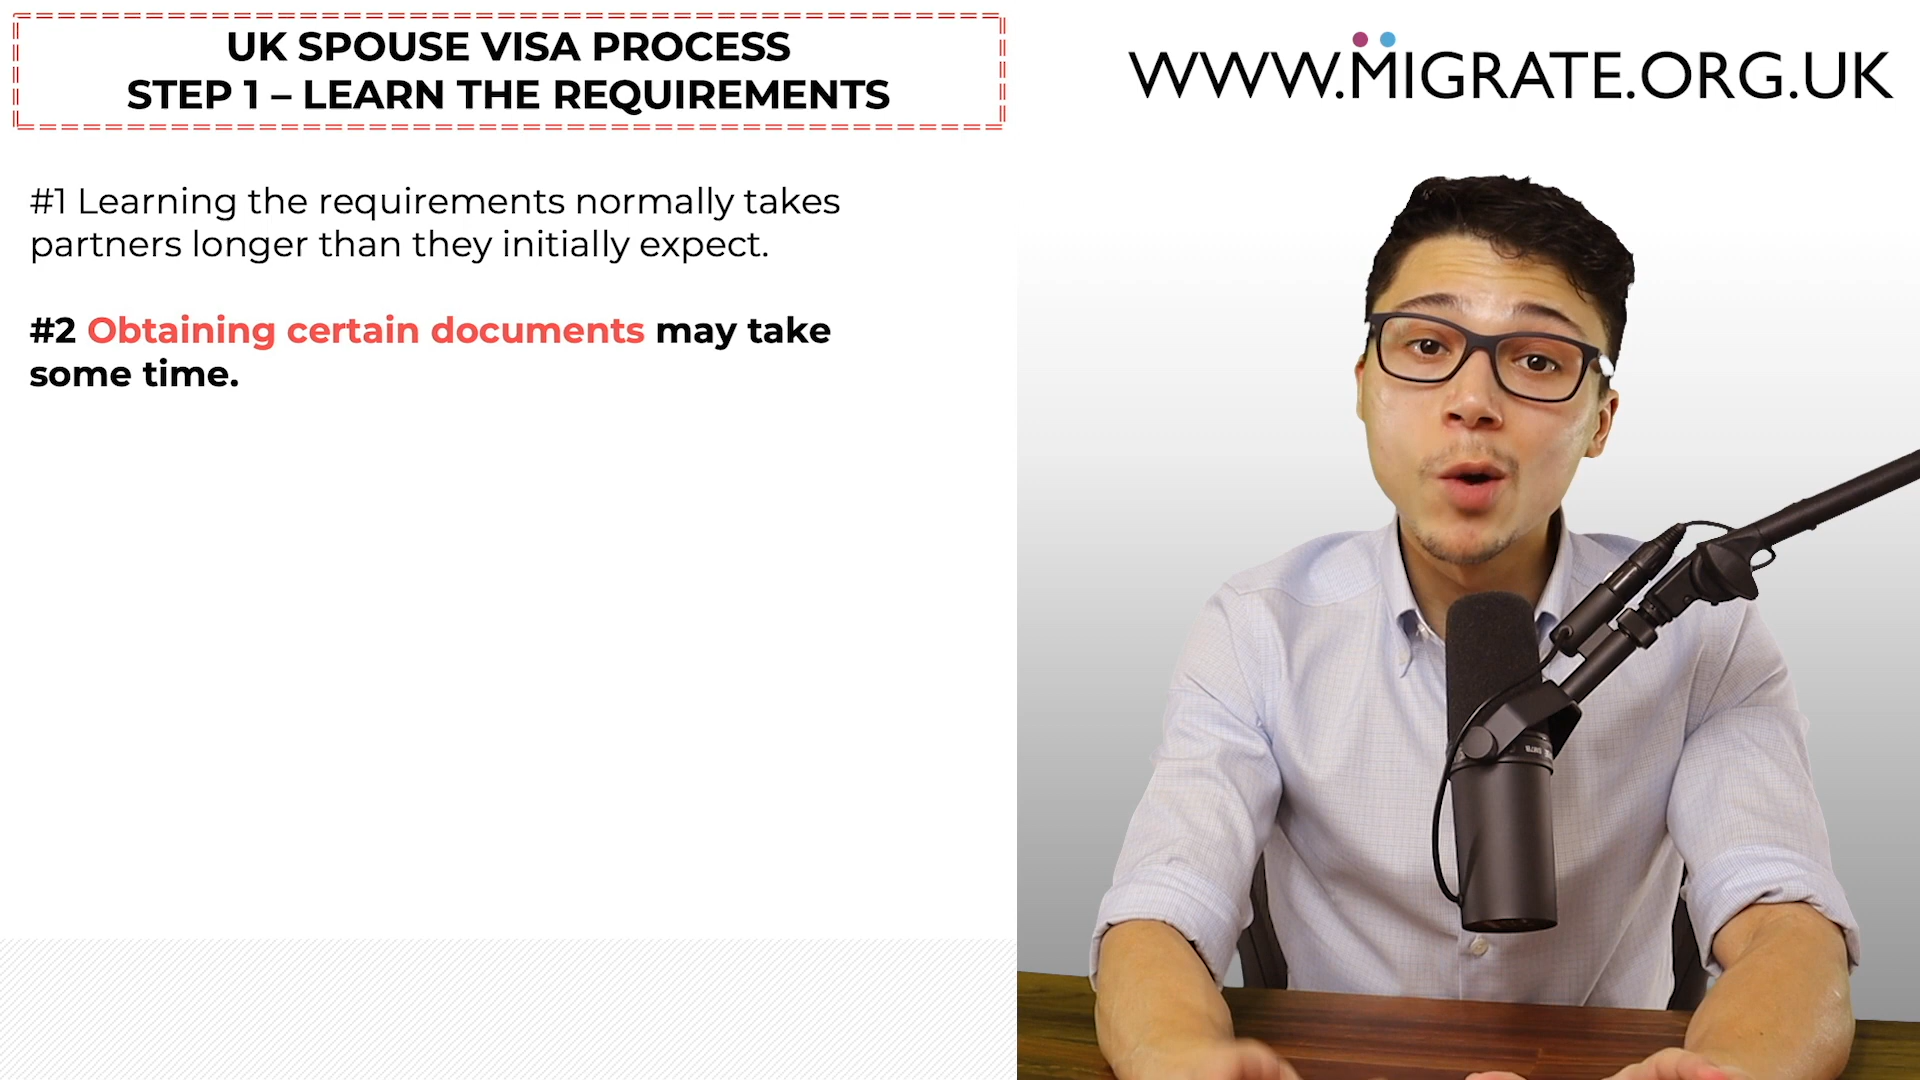 UK SPOUSE VISA PROCESS
STEP 1 – LEARN THE REQUIREMENTS
WWW.MIGRATE.ORG.UK
#1 Learning the requirements normally takes
partners longer than they initially expect.
#2 Obtaining certain documents may take
some time.